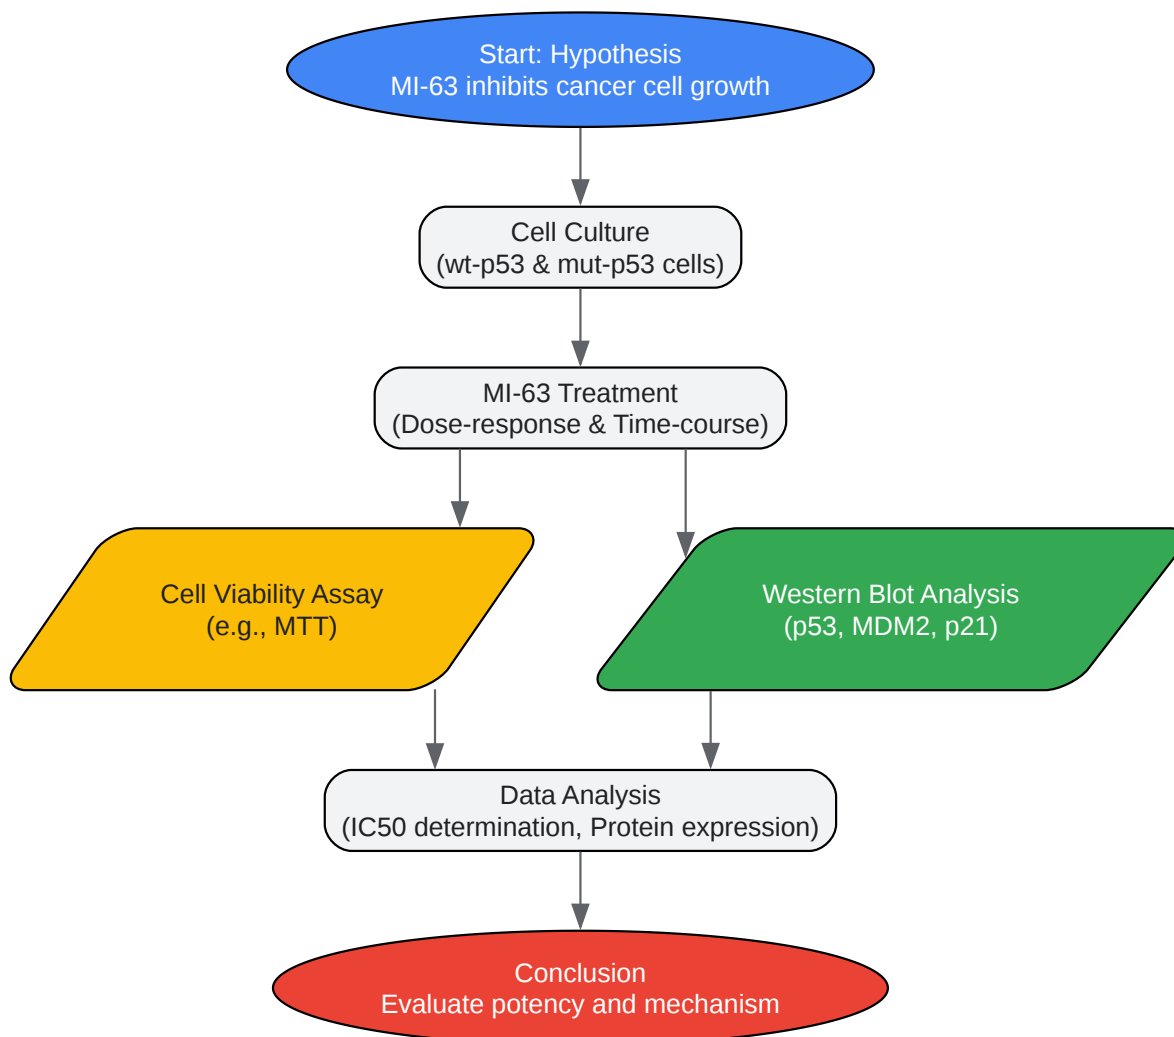 Start: Hypothesis
MI-63 inhibits cancer cell growth
Cell Culture
(wt-p53 & mut-p53 cells)
MI-63 Treatment
(Dose-response & Time-course)
Cell Viability Assay
(e.g., MTT)
Western Blot Analysis
(p53, MDM2, p21)
Data Analysis
(IC50 determination, Protein expression)
Conclusion
Evaluate potency and mechanism